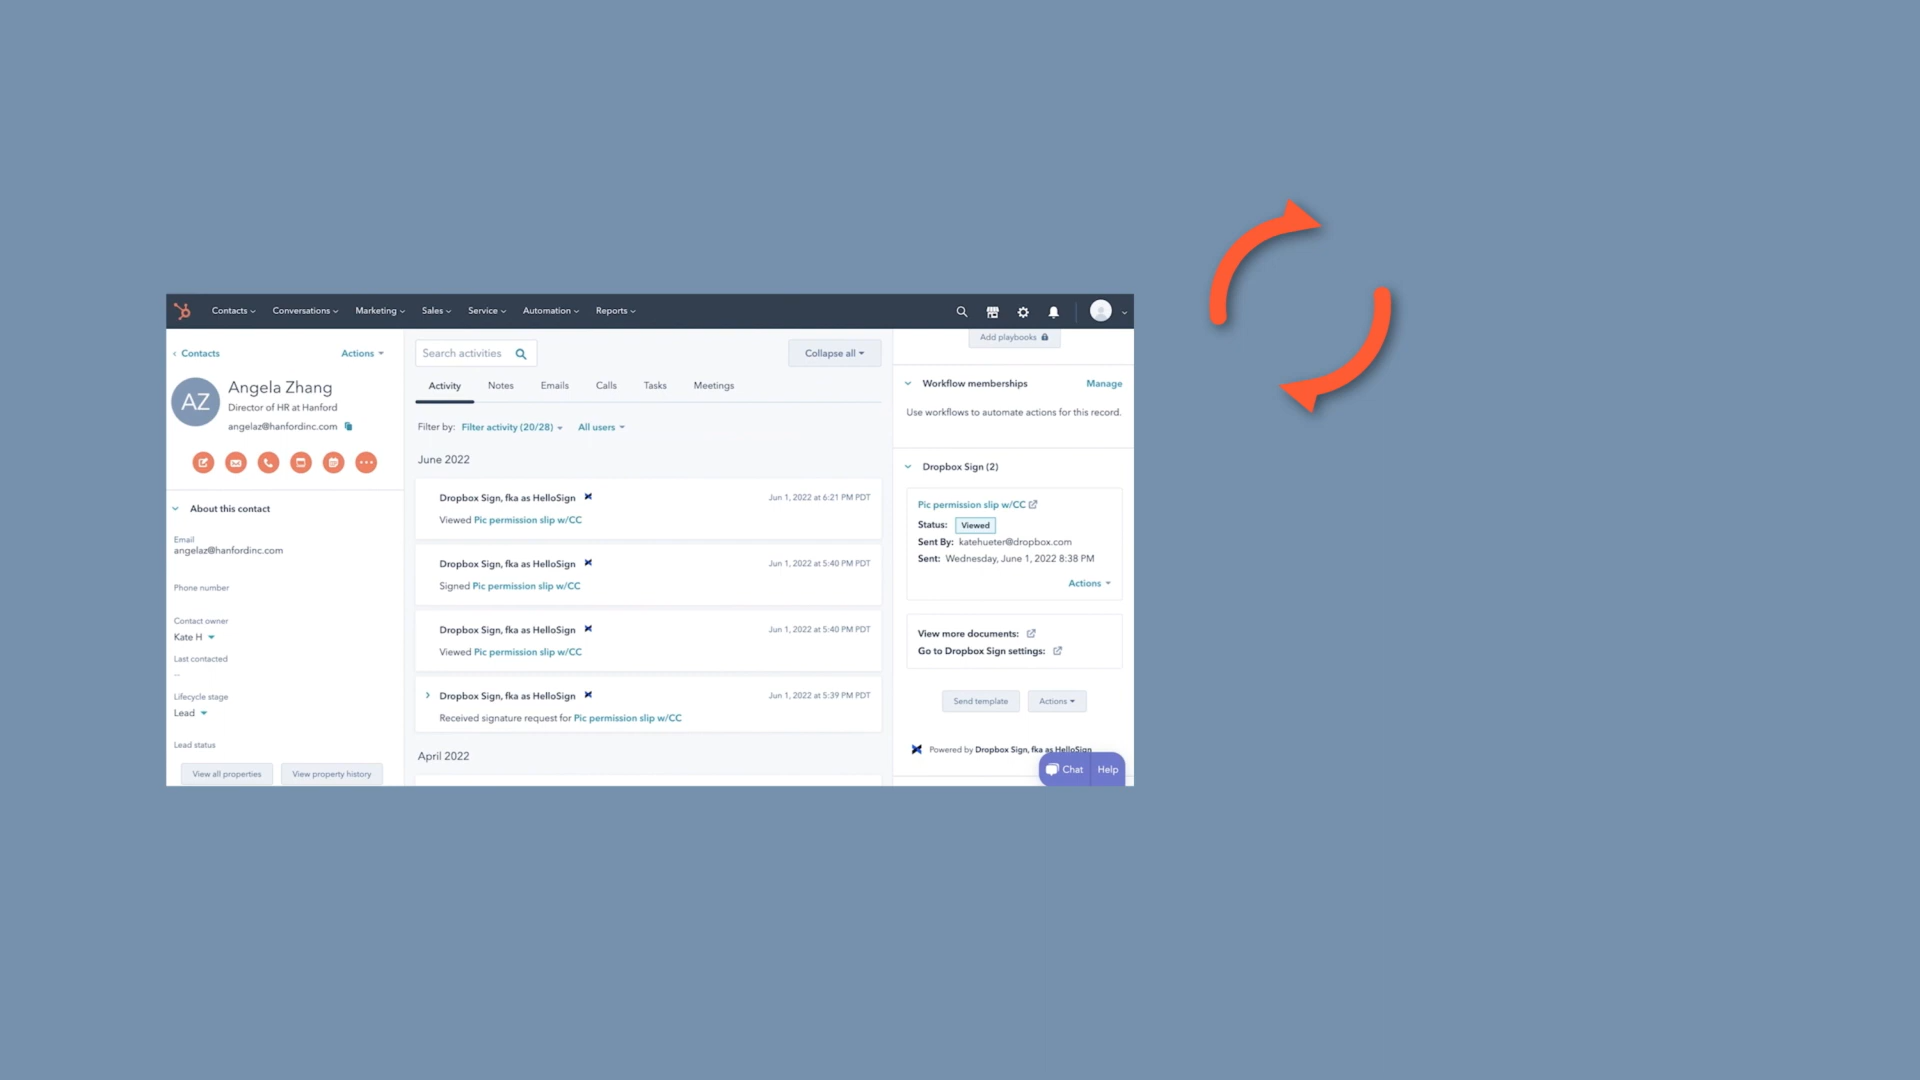 Contacts
Conversations
Marketing
Sales
Service
Automation
Reports
Contacts
Actions
AZ
Angela Zhang
Director of HR at Hanford
angelaz@hanfordinc.com
About this contact
Email
angelaz@hanfordinc.com
Phone number
Contact owner
Kate H
Last contacted
--
Lifecycle stage
Lead
Lead status
View all properties
View property history
Search activities
Collapse all
Activity
Notes
Emails
Calls
Tasks
Meetings
Filter by: Filter activity (20/28) All users
June 2022
Dropbox Sign, fka as HelloSign Jun 1, 2022 at 6:21 PM PDT
Viewed Pic permission slip w/CC
Dropbox Sign, fka as HelloSign Jun 1, 2022 at 5:40 PM PDT
Signed Pic permission slip w/CC
Dropbox Sign, fka as HelloSign Jun 1, 2022 at 5:40 PM PDT
Viewed Pic permission slip w/CC
Dropbox Sign, fka as HelloSign Jun 1, 2022 at 5:39 PM PDT
Received signature request for Pic permission slip w/CC
April 2022
Add playbooks
Workflow memberships
Manage
Use workflows to automate actions for this record.
Dropbox Sign (2)
Pic permission slip w/CC
Status: Viewed
Sent By: katehueter@dropbox.com
Sent: Wednesday, June 1, 2022 8:38 PM
Actions
View more documents:
Go to Dropbox Sign settings:
Send template
Actions
Powered by Dropbox Sign, fka as HelloSign
Chat
Help